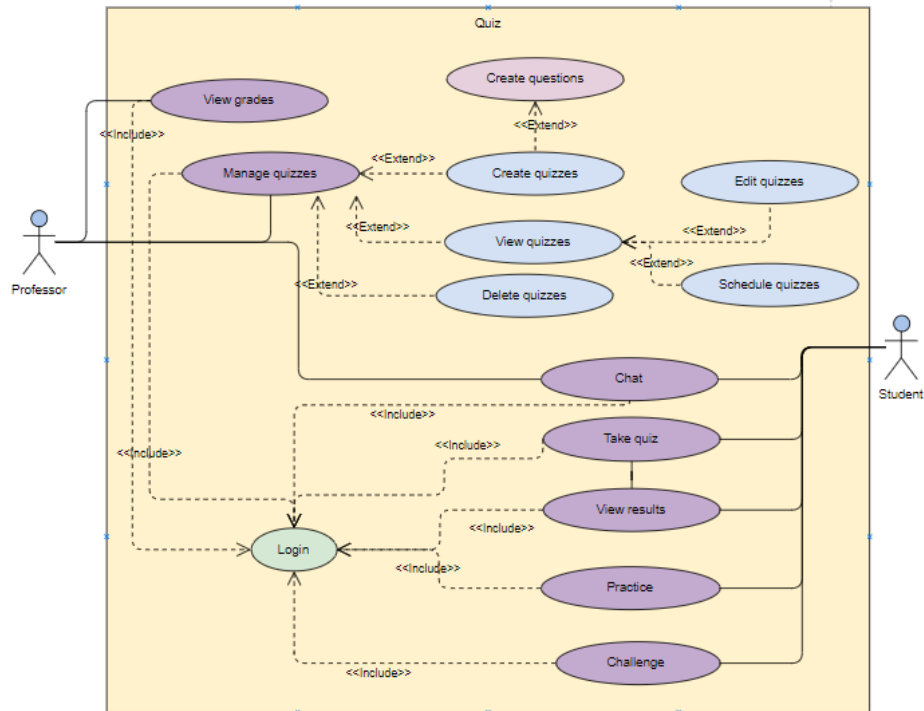 Quiz
Create questions
View grades
<<Include>>
<<Extend>>
<<Extend>>
Manage quizzes
Create quizzes
Edit quizzes
<<Extend>>
View quizzes
<<Extend>>
<<Extend>>
Professor
<<Extend>>
Delete quizzes
Schedule quizzes
Chat
Student
<<Include>>
Take quiz
<<Include>>
<<Include>>
View results
<<Include>>
Login
<<Include>>
Practice
Challenge
<<Include>>